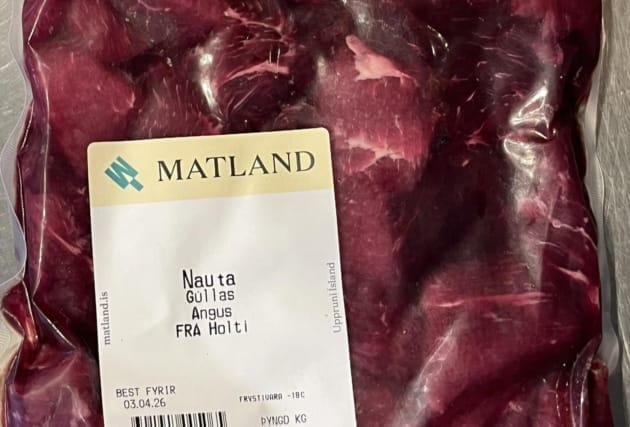 MATLAND
Nauta
Gúllas
Angus
FRÁ Holti
matland.is
Uppruni Ísland
BEST FYRIR
03.04.26
FRYSTIVARA -18C
ÞYNGD KG